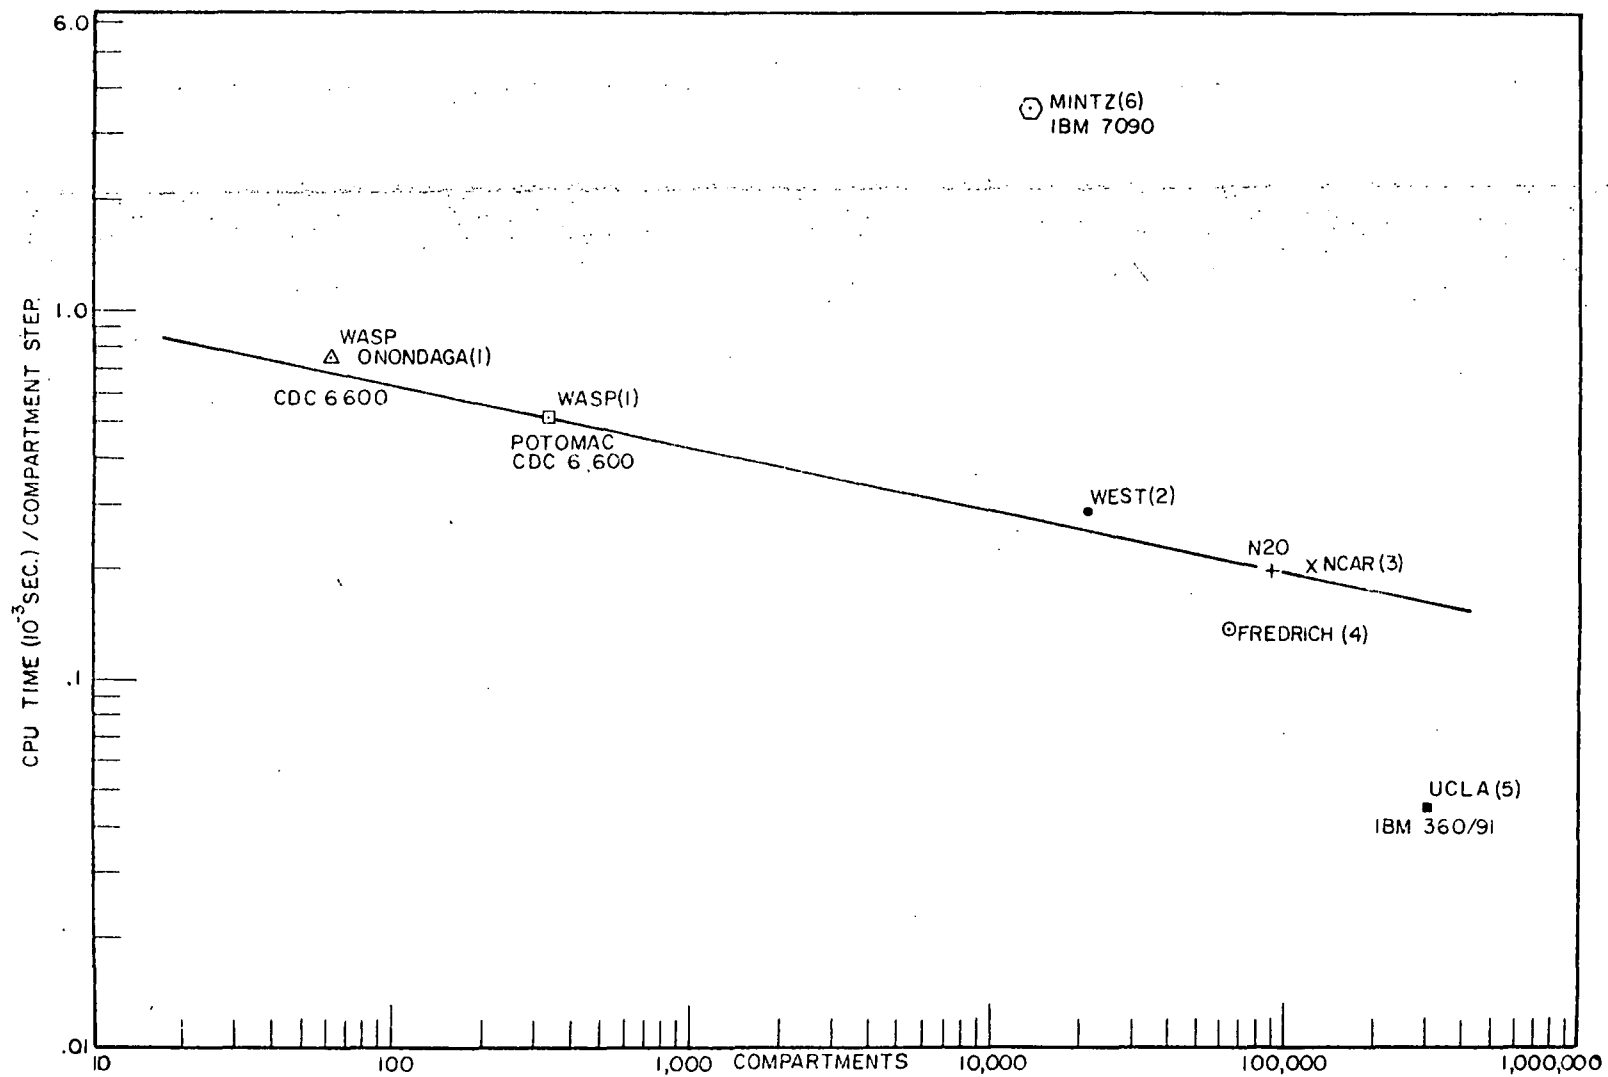 6.0
MINTZ(6)
IBM 7090
1.0
WASP
ONONDAGA(1)
CDC 6600
WASP(1)
POTOMAC
CDC 6,600
WEST(2)
N20
X NCAR(3)
FREDRICH (4)
.1
UCLA(5)
IBM 360/91
.01
CPU TIME (10-3 SEC.) / COMPARTMENT STEP.
10 100 1,000 COMPARTMENTS 10,000 100,000 1,000,000